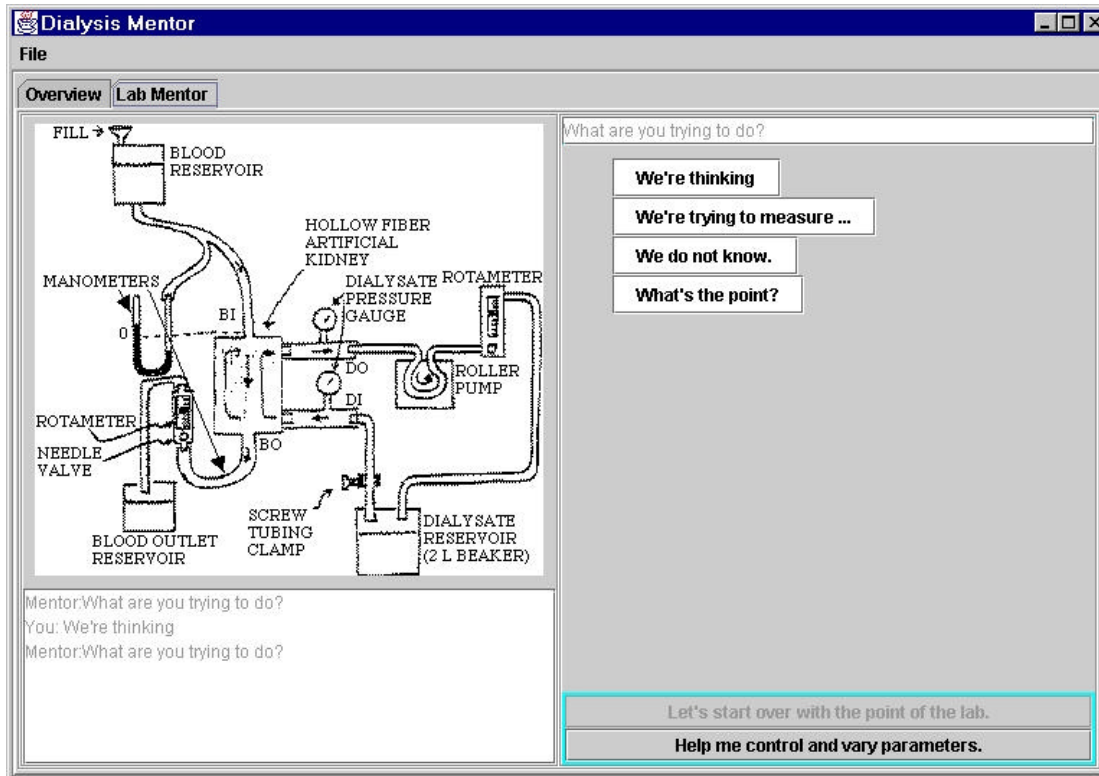 Dialysis Mentor
File
Overview
Lab Mentor
FILL
BLOOD
RESERVOIR
HOLLOW FIBER
ARTIFICIAL
KIDNEY
MANOMETERS
DIALYSATE
PRESSURE
GAUGE
ROTAMETER
BI
0
DO
ROLLER
PUMP
DI
ROTAMETER
NEEDLE
VALVE
BO
SCREW
TUBING
CLAMP
BLOOD OUTLET
RESERVOIR
DIALYSATE
RESERVOIR
(2 L BEAKER)
Mentor:What are you trying to do?
You: We're thinking
Mentor:What are you trying to do?
What are you trying to do?
We're thinking
We're trying to measure ...
We do not know.
What's the point?
Let's start over with the point of the lab.
Help me control and vary parameters.